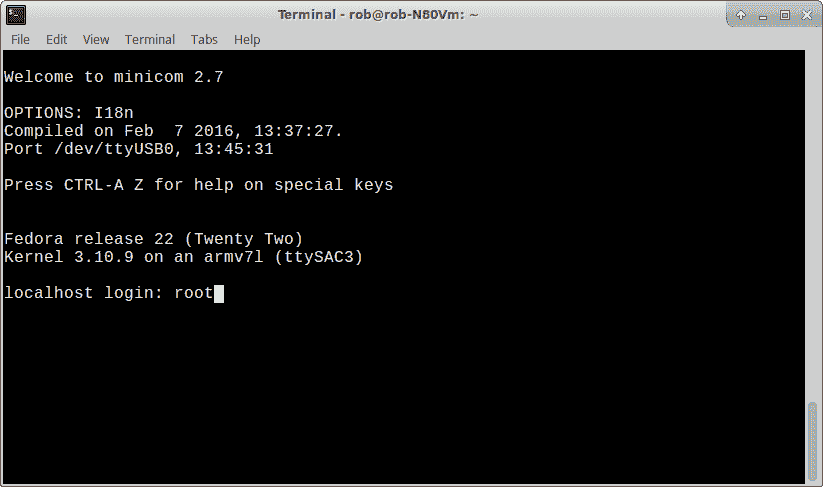 Terminal - rob@rob-N80Vm: ~
File Edit View Terminal Tabs Help
Welcome to minicom 2.7
OPTIONS: I18n
Compiled on Feb  7 2016, 13:37:27.
Port /dev/ttyUSB0, 13:45:31
Press CTRL-A Z for help on special keys
Fedora release 22 (Twenty Two)
Kernel 3.10.9 on an armv7l (ttySAC3)
localhost login: root